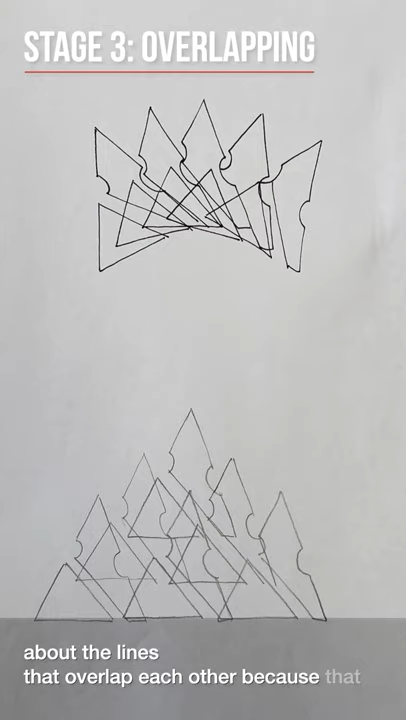 STAGE 3: OVERLAPPING
about the lines
that overlap each other because that